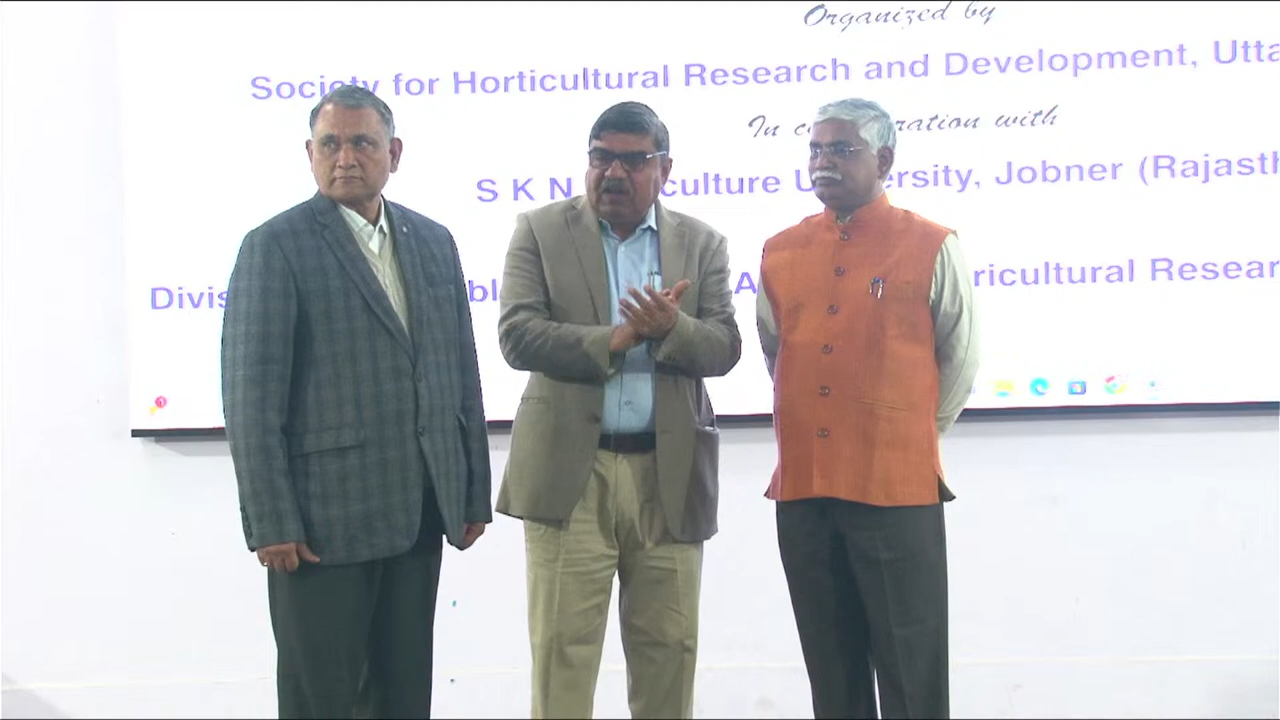 Organized by
Society for Horticultural Research and Development, Utta
In co ration with
S K N culture U ersity, Jobner (Rajasth
Divis bl A ricultural Resear
1